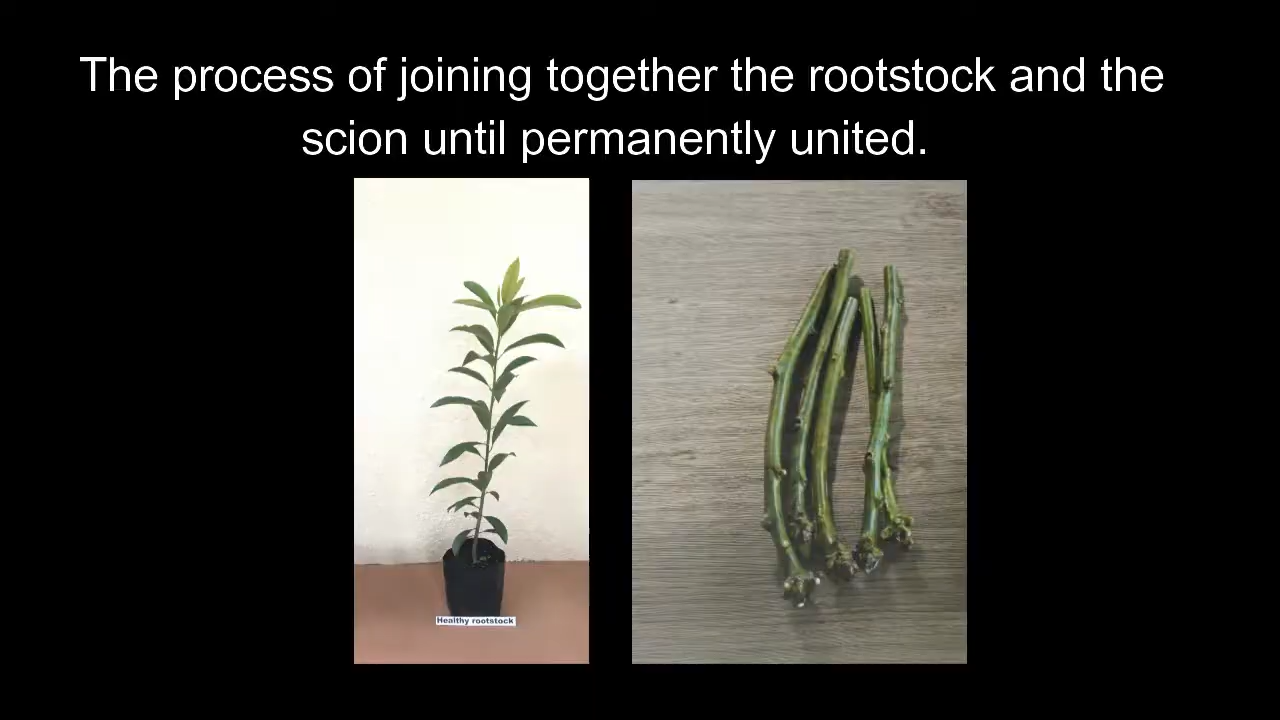 The process of joining together the rootstock and the
scion until permanently united.
Healthy rootstock